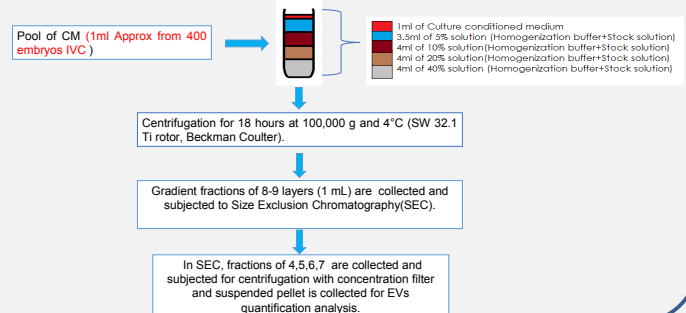 Pool of CM (1ml Approx from 400
embryos IVC )
1ml of Culture conditioned medium
3.5ml of 5% solution (Homogenization buffer+Stock solution)
4ml of 10% solution(Homogenization buffer+Stock solution)
4ml of 20% solution(Homogenization buffer+Stock solution)
4ml of 40% solution (Homogenization buffer+Stock solution)
Centrifugation for 18 hours at 100,000 g and 4°C (SW 32.1
Ti rotor, Beckman Coulter).
Gradient fractions of 8-9 layers (1 mL) are collected and
subjected to Size Exclusion Chromatography(SEC).
In SEC, fractions of 4,5,6,7 are collected and
subjected for centrifugation with concentration filter
and suspended pellet is collected for EVs
quantification analysis.